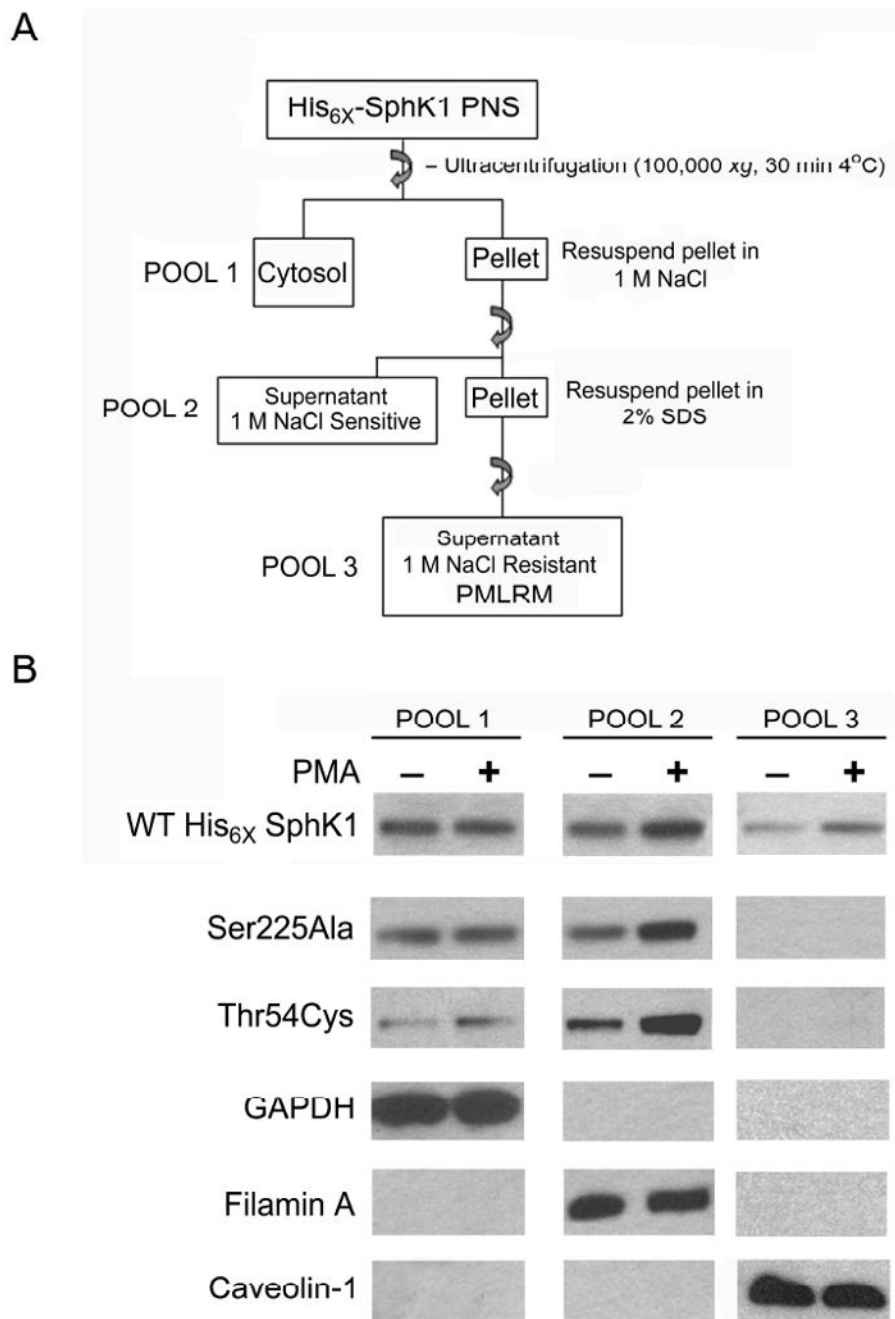 A
His6X-SphK1 PNS
– Ultracentrifugation (100,000 xg, 30 min 4°C)
POOL 1
Cytosol
Pellet
Resuspend pellet in
1 M NaCl
POOL 2
Supernatant
1 M NaCl Sensitive
Pellet
Resuspend pellet in
2% SDS
POOL 3
Supernatant
1 M NaCl Resistant
PMLRM
B
POOL 1 POOL 2 POOL 3
PMA – + – + – +
WT His6X SphK1
Ser225Ala
Thr54Cys
GAPDH
Filamin A
Caveolin-1